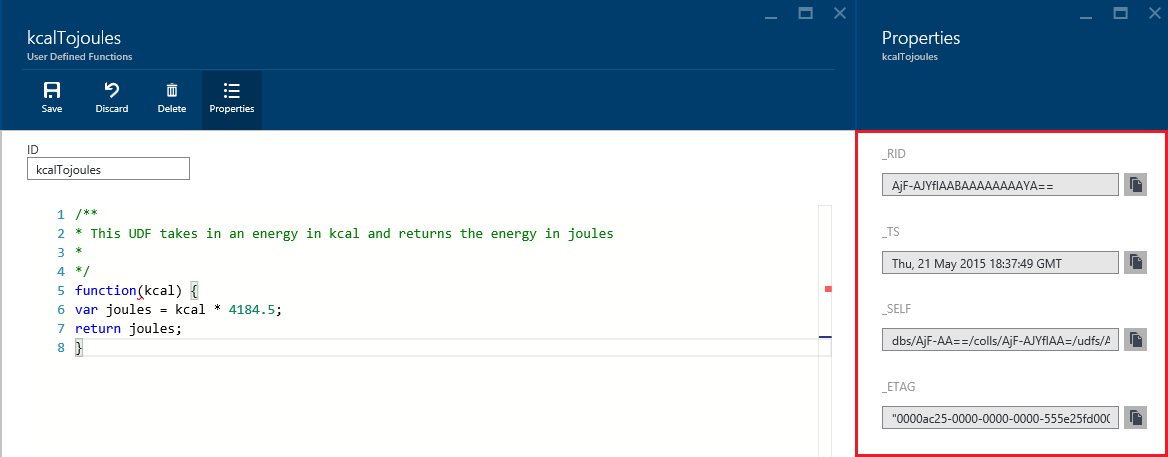 kcalTojoules
User Defined Functions
Save Discard Delete Properties
ID
kcalTojoules
1 /**
2 * This UDF takes in an energy in kcal and returns the energy in joules
3 *
4 */
5 function(kcal) {
6 var joules = kcal * 4184.5;
7 return joules;
8 }
Properties
kcalTojoules
_RID
AjF-AJYfIAABAAAAAAAAYA==
_TS
Thu, 21 May 2015 18:37:49 GMT
_SELF
dbs/AjF-AA==/colls/AjF-AJYfIAA=/udfs/A
_ETAG
"0000ac25-0000-0000-0000-555e25fd000